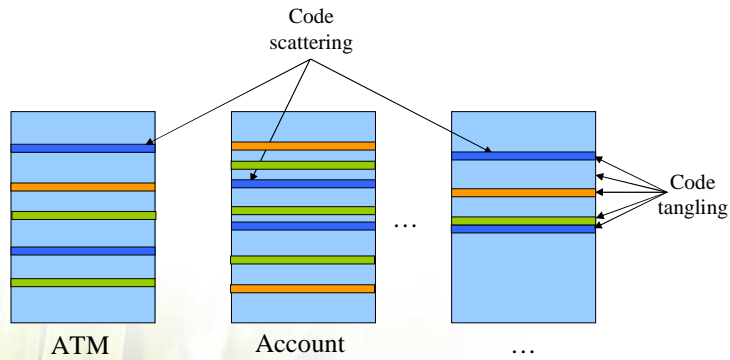 Code
scattering
Code
tangling
…
ATM
Account
…